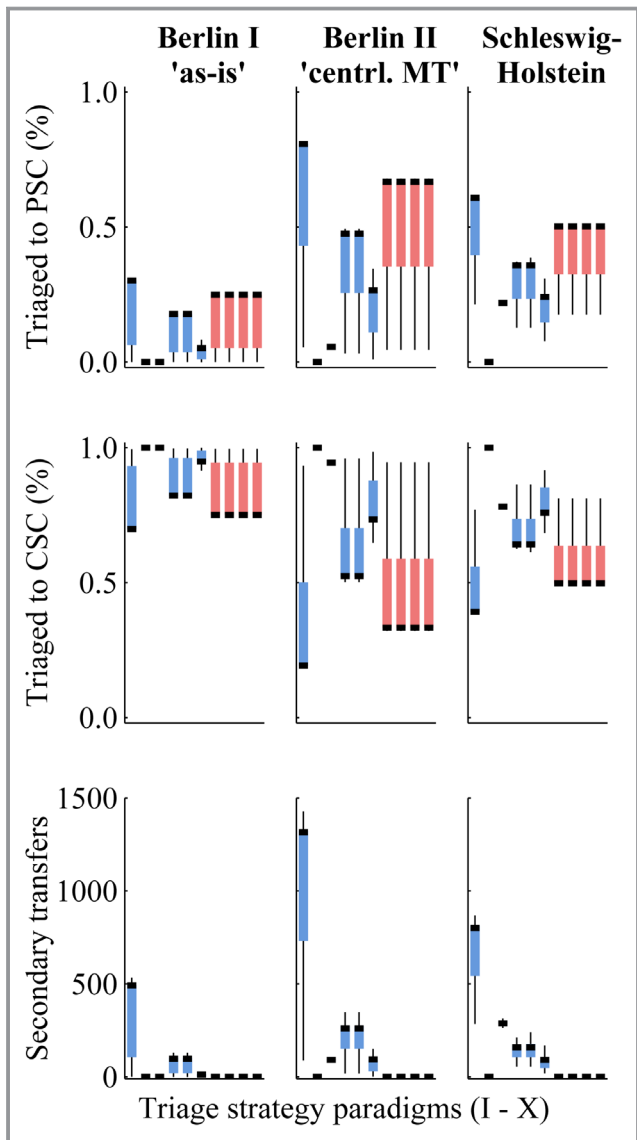 Berlin I
'as-is'
Berlin II
'centrl. MT'
Schleswig-
Holstein
Triaged to PSC (%)
1.0
0.5
0.0
Triaged to CSC (%)
1.0
0.5
0.0
Secondary transfers
1500
1000
500
0
Triage strategy paradigms (I - X)